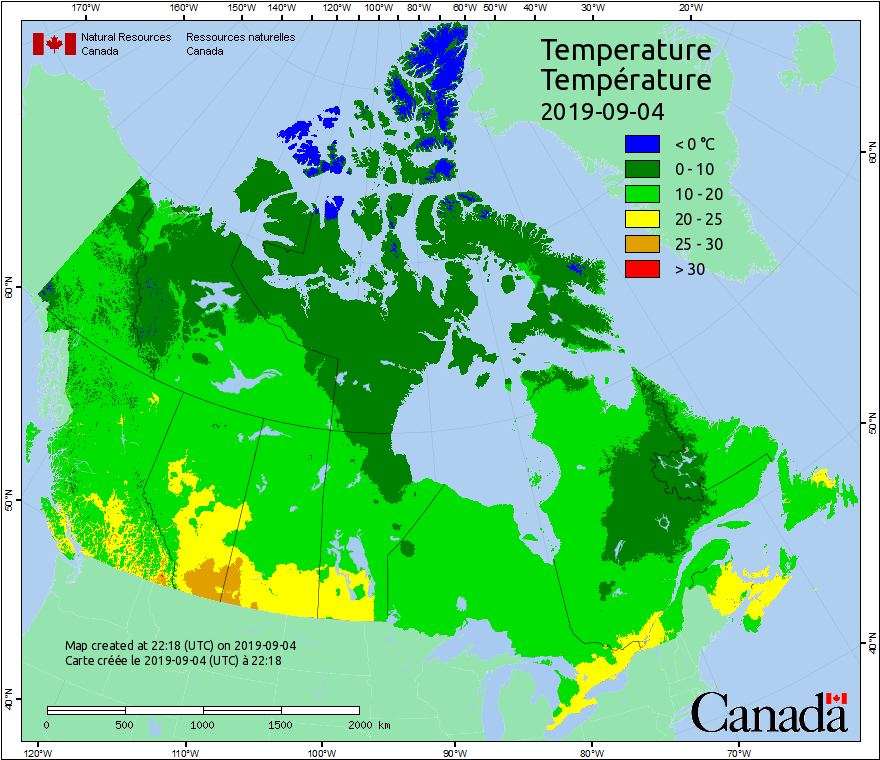 170°W 160°W 150°W 140°W 130°W 120°W 110°W 100°W 80°W 60°W 50°W 40°W 30°W 20°W
Natural Resources Ressources naturelles
Canada Canada
Temperature
Température
2019-09-04
< 0 °C
0 - 10
10 - 20
20 - 25
25 - 30
> 30
60°N
60°N
50°N
50°N
40°N
40°N
Map created at 22:18 (UTC) on 2019-09-04
Carte créée le 2019-09-04 (UTC) à 22:18
0 500 1000 1500 2000 km
Canada
120°W 110°W 100°W 90°W 80°W 70°W